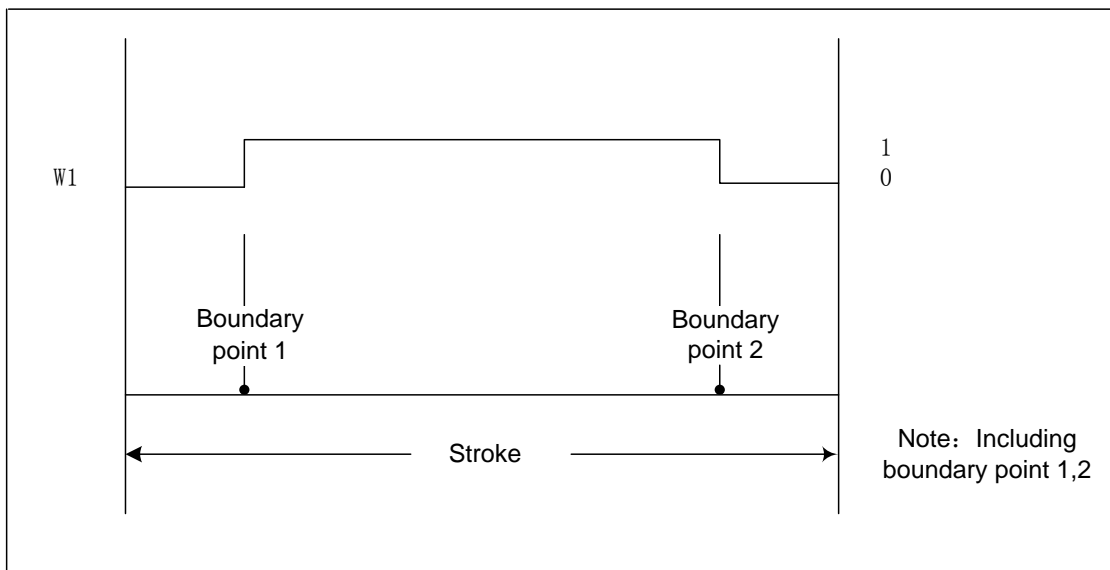 1
W1
0
Boundary
point 1
Boundary
point 2
Stroke
Note：Including
boundary point 1,2